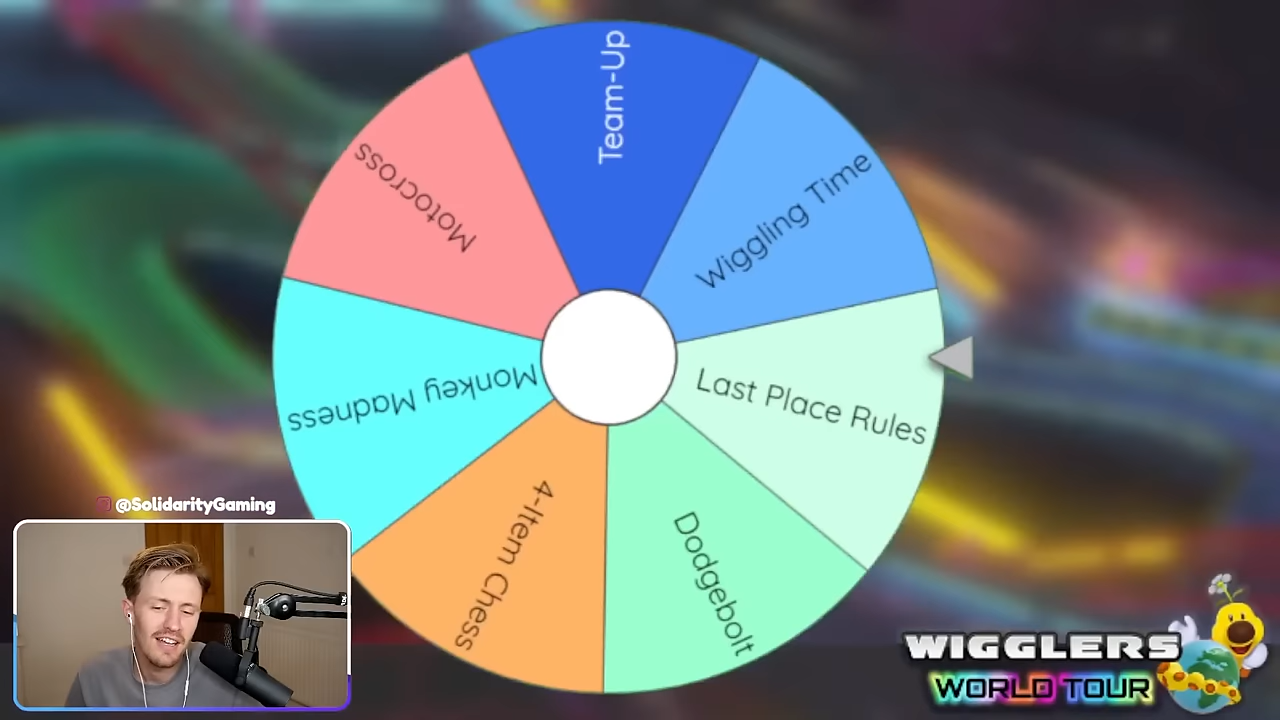 Team-Up
Wiggling Time
Last Place Rules
Dodgebolt
4-Item Chess
Monkey Madness
Motocross
@SolidarityGaming
WIGGLERS
WORLD TOUR